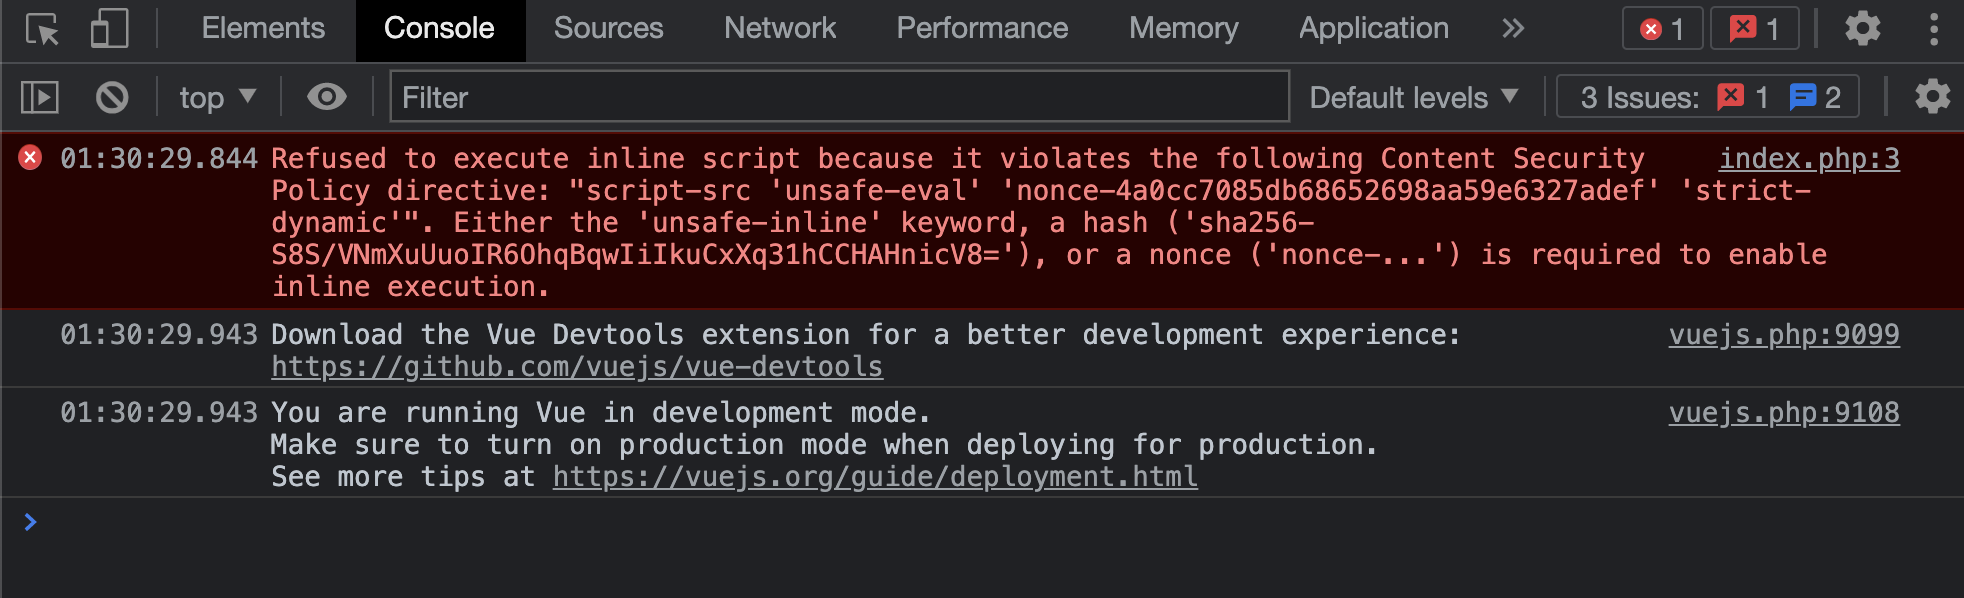 Elements Console Sources Network Performance Memory Application » 1 1
top Filter Default levels 3 Issues: 1 2
01:30:29.844 Refused to execute inline script because it violates the following Content Security index.php:3
Policy directive: "script-src 'unsafe-eval' 'nonce-4a0cc7085db68652698aa59e6327adef' 'strict-
dynamic'". Either the 'unsafe-inline' keyword, a hash ('sha256-
S8S/VNmXuUuoIR6OhqBqwIiIkuCxXq31hCCHAHnicV8='), or a nonce ('nonce-...') is required to enable
inline execution.
01:30:29.943 Download the Vue Devtools extension for a better development experience: vuejs.php:9099
https://github.com/vuejs/vue-devtools
01:30:29.943 You are running Vue in development mode. vuejs.php:9108
Make sure to turn on production mode when deploying for production.
See more tips at https://vuejs.org/guide/deployment.html